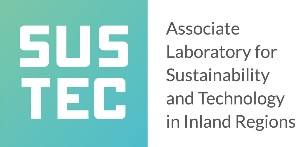 SUS
TEC
Associate
Laboratory for
Sustainability
and Technology
in Inland Regions